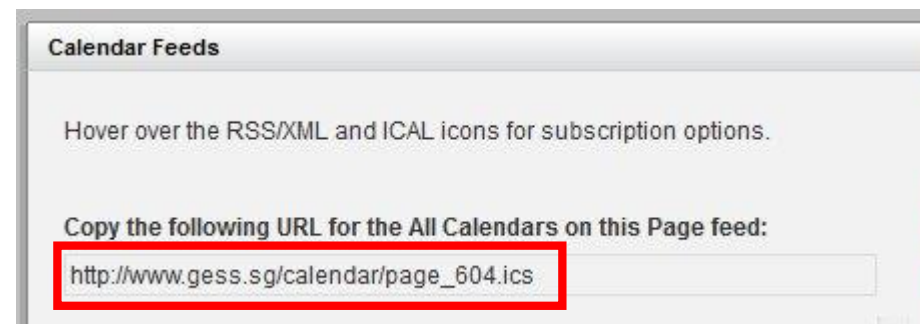 Calendar Feeds
Hover over the RSS/XML and ICAL icons for subscription options.
Copy the following URL for the All Calendars on this Page feed:
http://www.gess.sg/calendar/page_604.ics